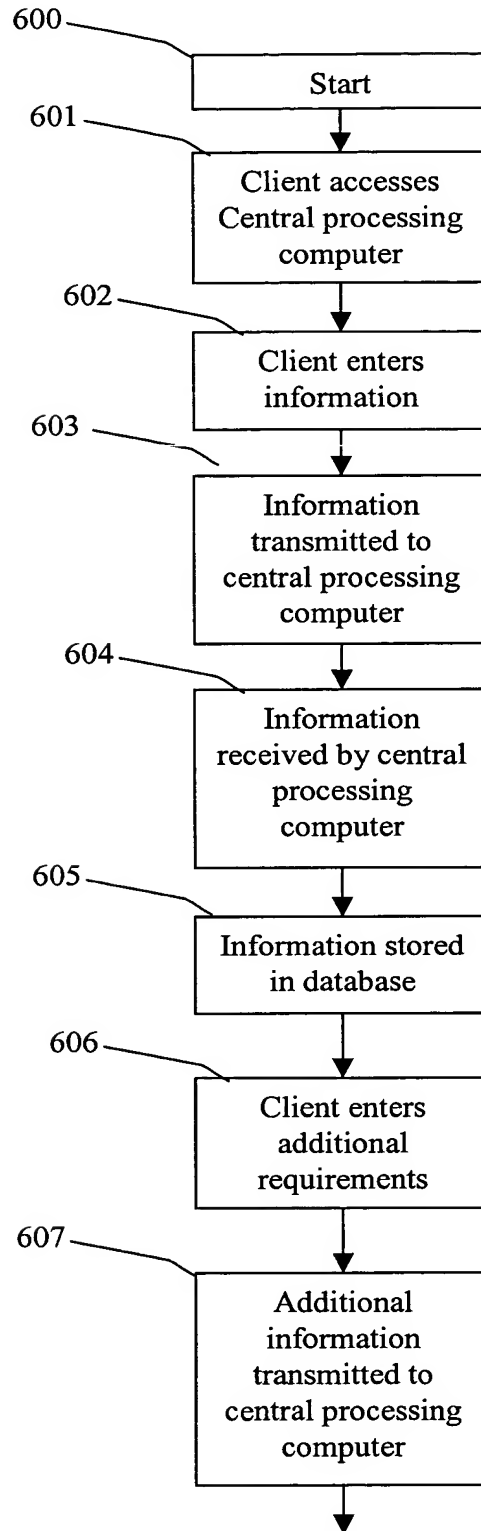 600
Start
601
Client accesses
Central processing
computer
602
Client enters
information
603
Information
transmitted to
central processing
computer
604
Information
received by central
processing
computer
605
Information stored
in database
606
Client enters
additional
requirements
607
Additional
information
transmitted to
central processing
computer